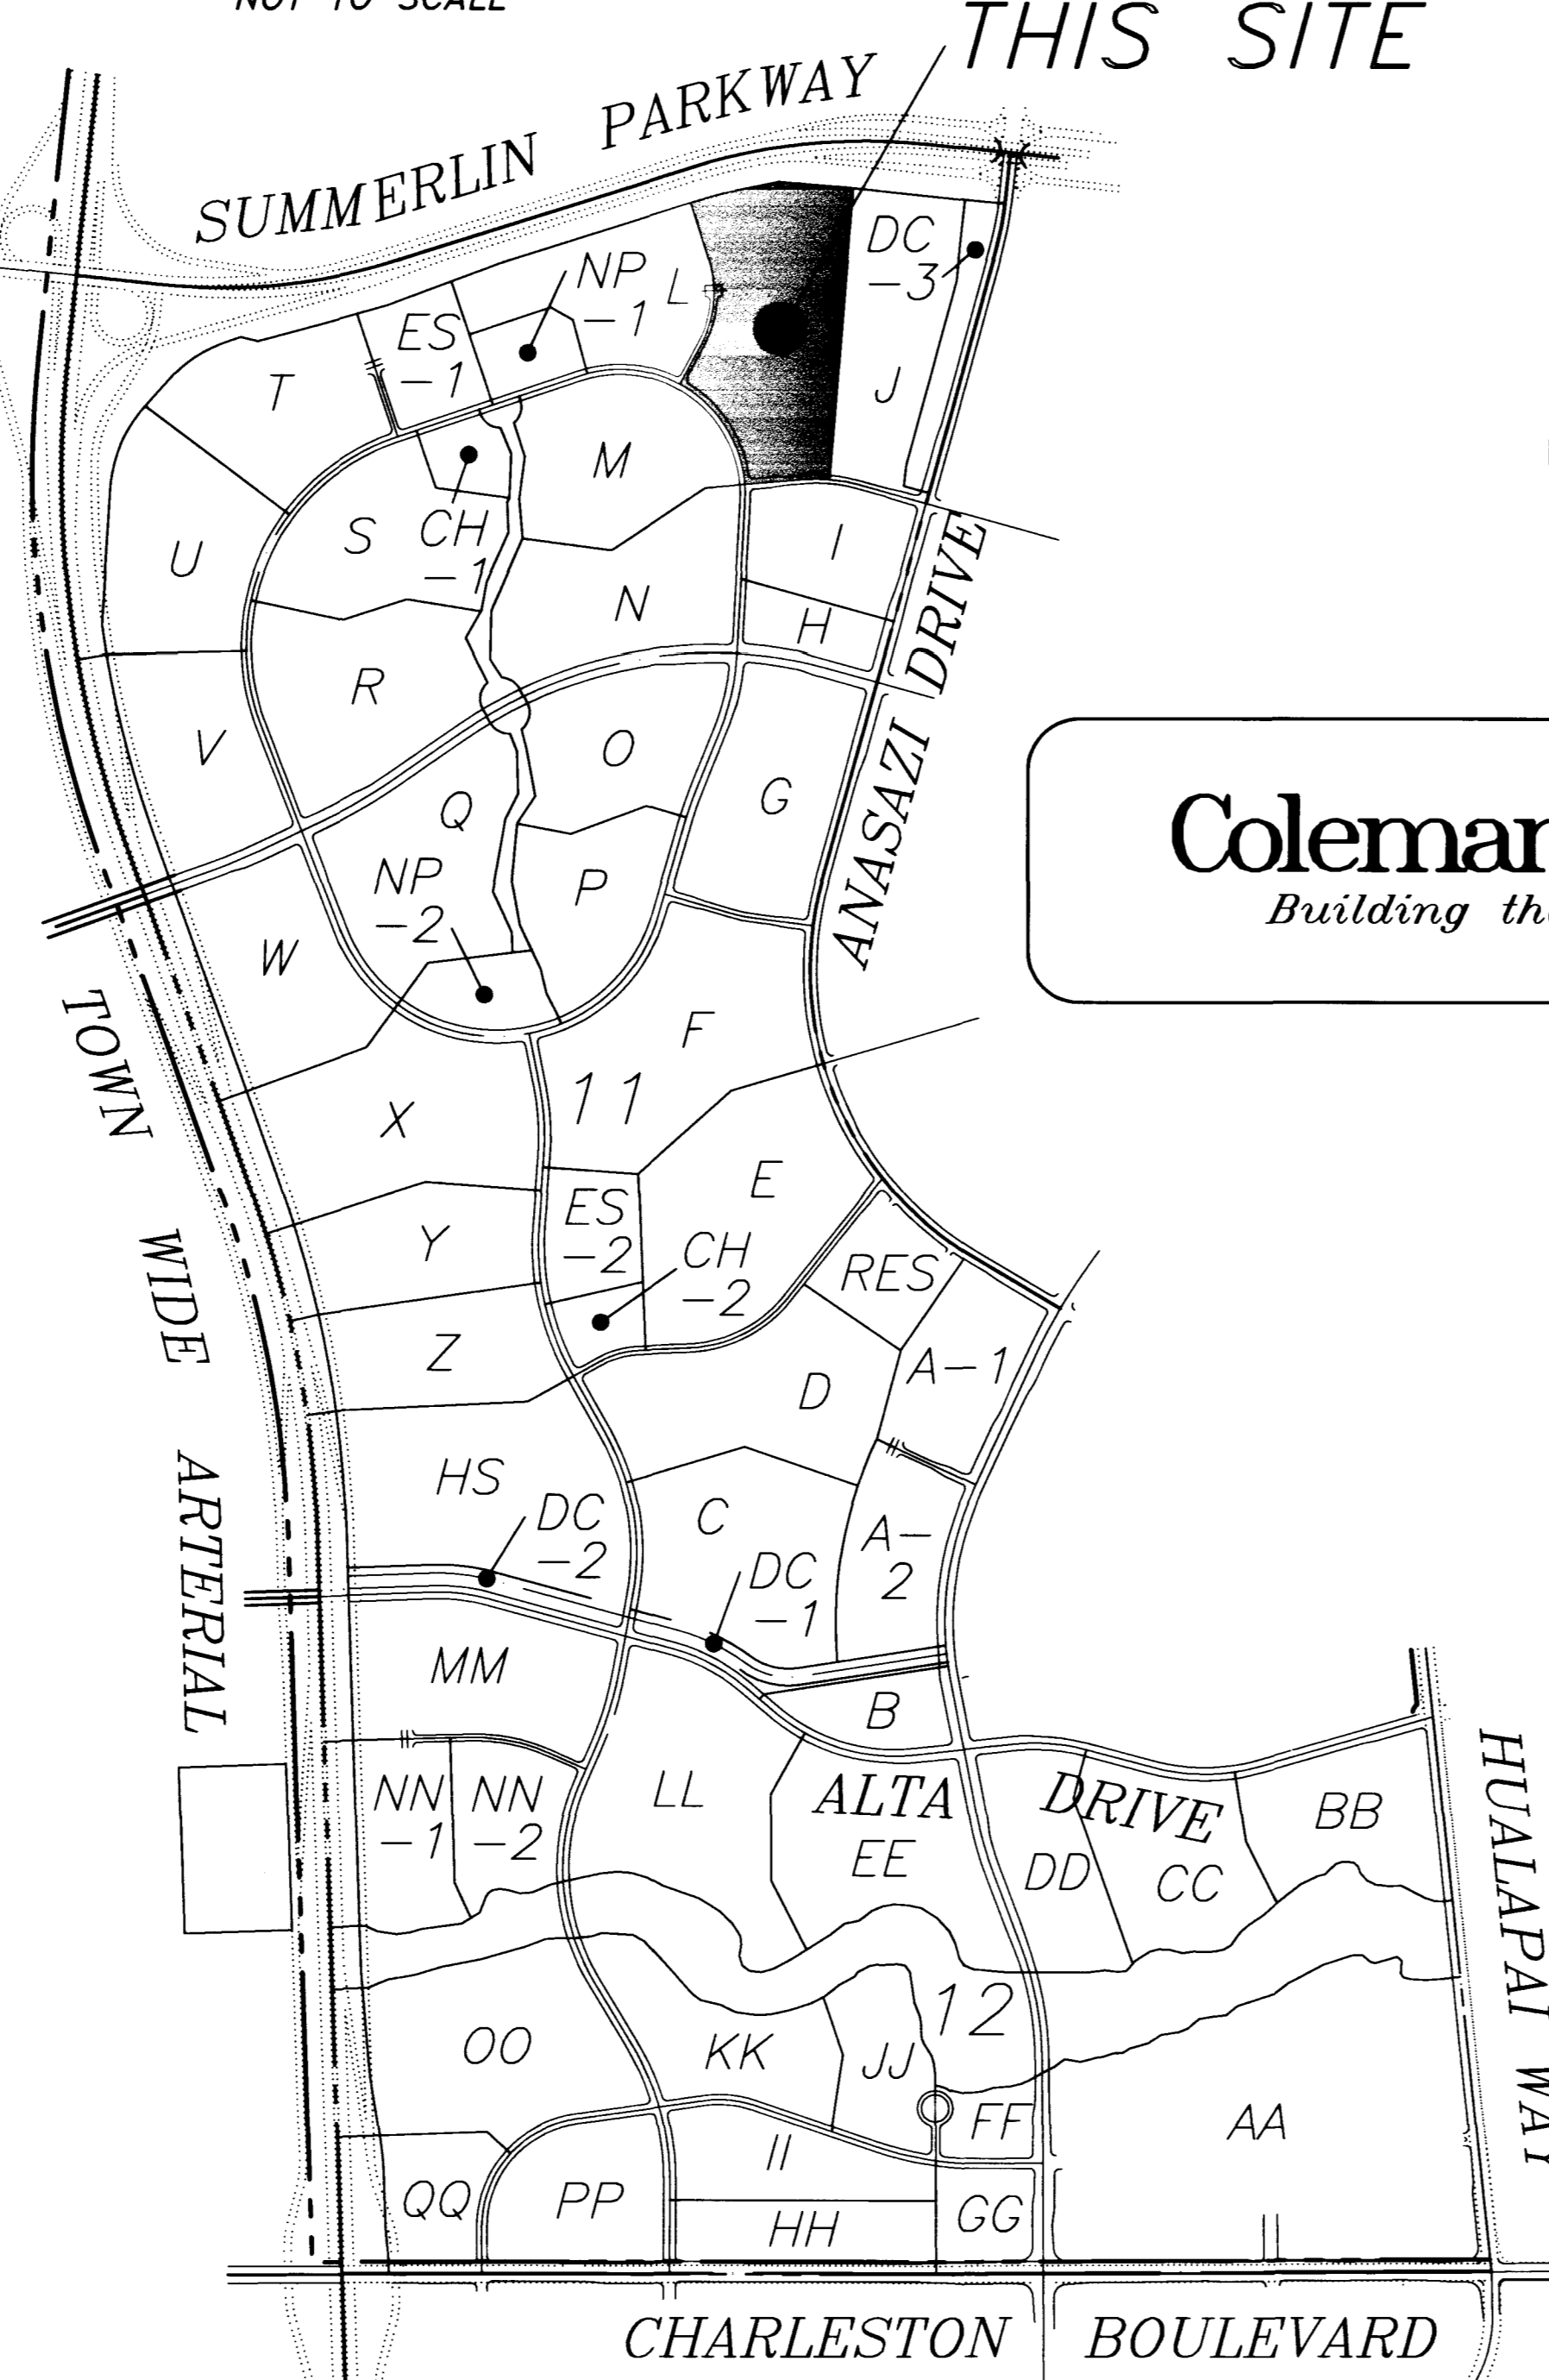 NOT TO SCALE
THIS SITE
SUMMERLIN PARKWAY
DC
-3
NP
-1
L
ES
-1
T
J
M
S
CH
-1
I
U
N
H
R
V
O
ANASAZI DRIVE
Q
G
NP
-2
P
W
F
11
X
E
ES
-2
CH
-2
Y
RES
Z
A-1
D
HS
DC
-2
C
A-
2
DC
-1
MM
B
TOWN WIDE ARTERIAL
NN
-1
NN
-2
LL
ALTA DRIVE
EE
DD
CC
BB
HUALAPAI WAY
12
OO
KK
JJ
FF
AA
II
QQ
PP
HH
GG
CHARLESTON BOULEVARD
Building